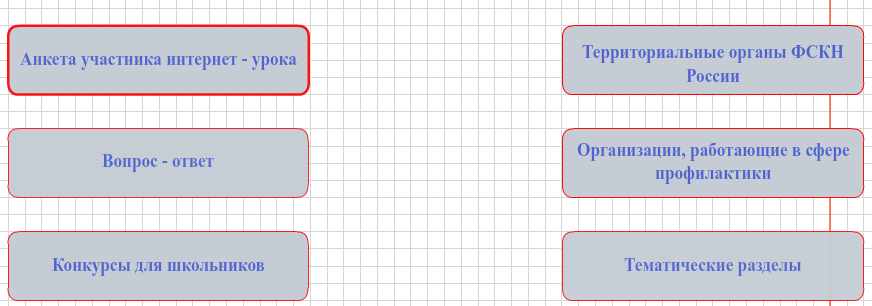 Анкета участника интернет - урока
Территориальные органы ФСКН
России
Вопрос - ответ
Организации, работающие в сфере
профилактики
Конкурсы для школьников
Тематические разделы